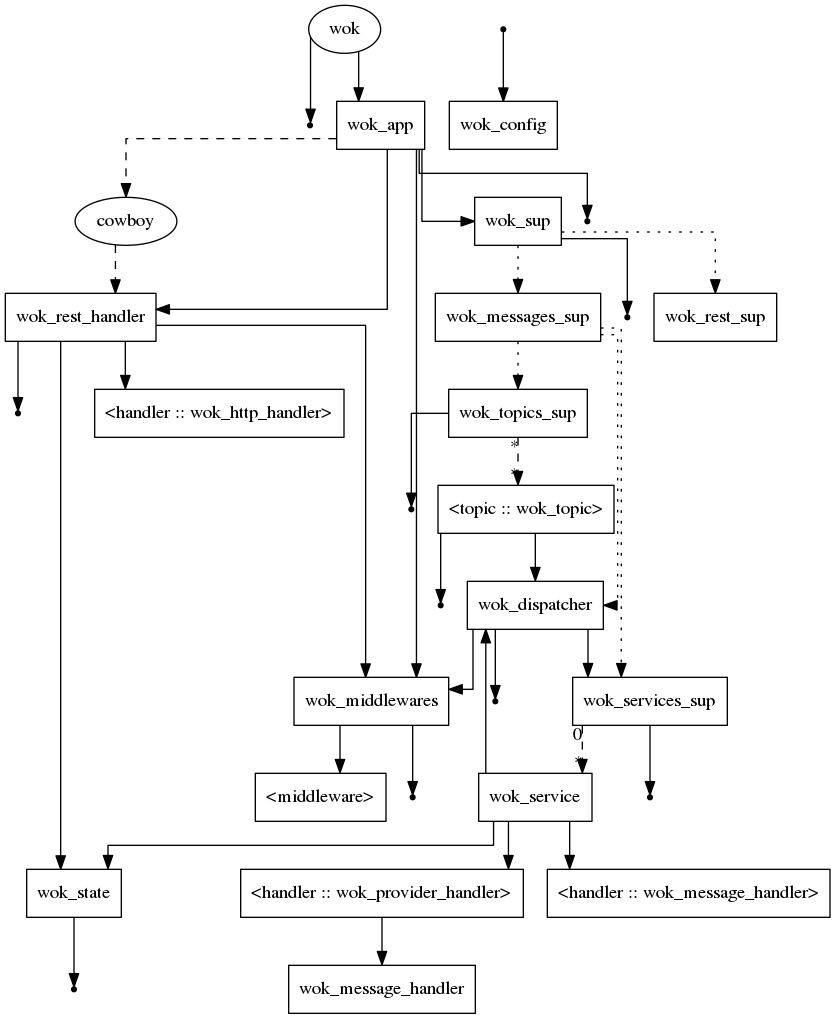 wok
wok_app
wok_config
cowboy
wok_sup
wok_rest_handler
wok_messages_sup
wok_rest_sup
<handler :: wok_http_handler>
wok_topics_sup
*
*
<topic :: wok_topic>
wok_dispatcher
wok_middlewares
wok_services_sup
0
*
<middleware>
wok_service
wok_state
<handler :: wok_provider_handler>
<handler :: wok_message_handler>
wok_message_handler